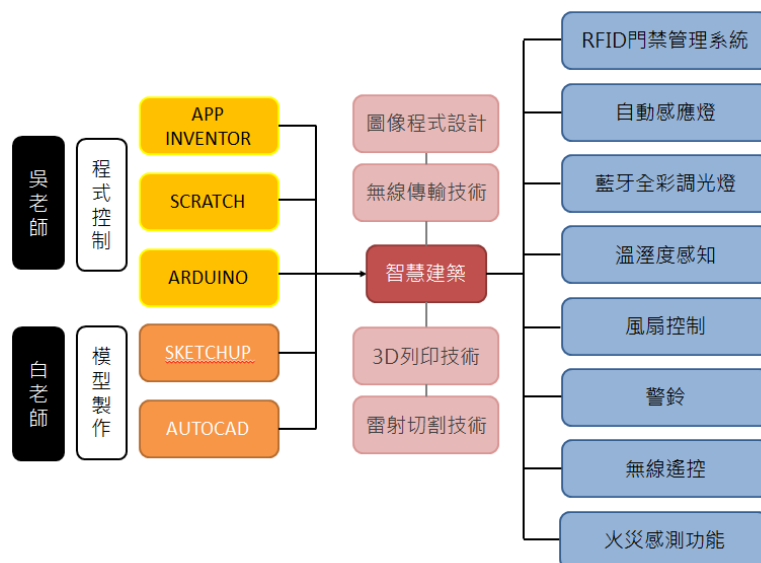 吳老師
程式控制
APP
INVENTOR
SCRATCH
ARDUINO
白老師
模型製作
SKETCHUP
AUTOCAD
圖像程式設計
無線傳輸技術
智慧建築
3D列印技術
雷射切割技術
RFID門禁管理系統
自動感應燈
藍牙全彩調光燈
溫溼度感知
風扇控制
警鈴
無線遙控
火災感測功能